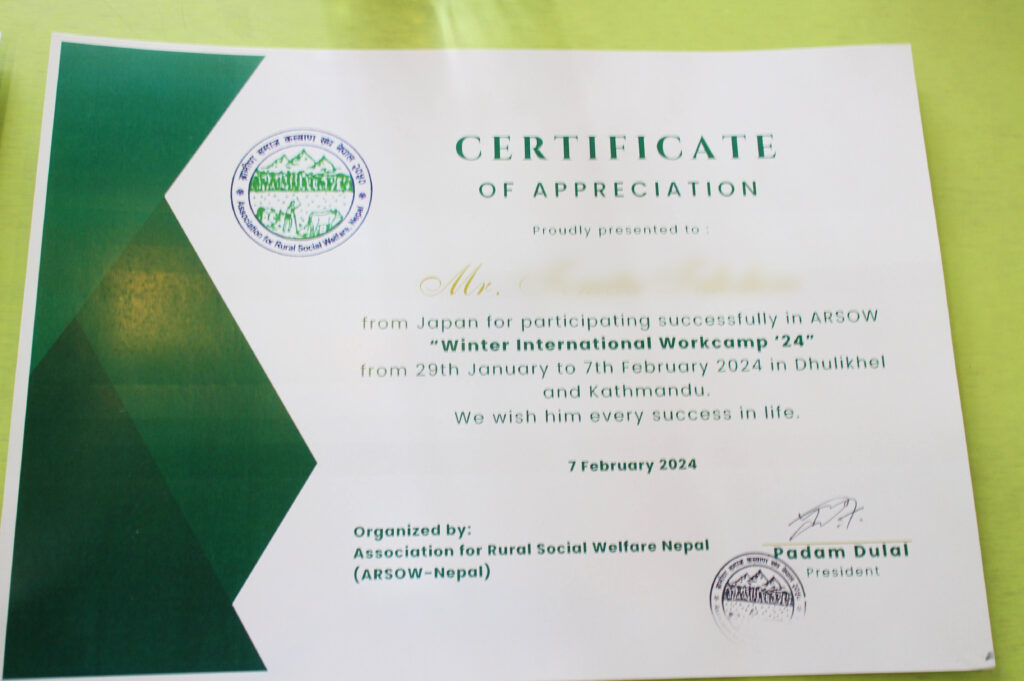 ग्रामीण समाज कल्याण संघ नेपाल २०५०
Association for Rural Social Welfare, Nepal
CERTIFICATE
OF APPRECIATION
Proudly presented to :
Mr.
from Japan for participating successfully in ARSOW
“Winter International Workcamp ’24”
from 29th January to 7th February 2024 in Dhulikhel
and Kathmandu.
We wish him every success in life.
7 February 2024
Organized by:
Association for Rural Social Welfare Nepal
(ARSOW-Nepal)
Padam Dulal
President